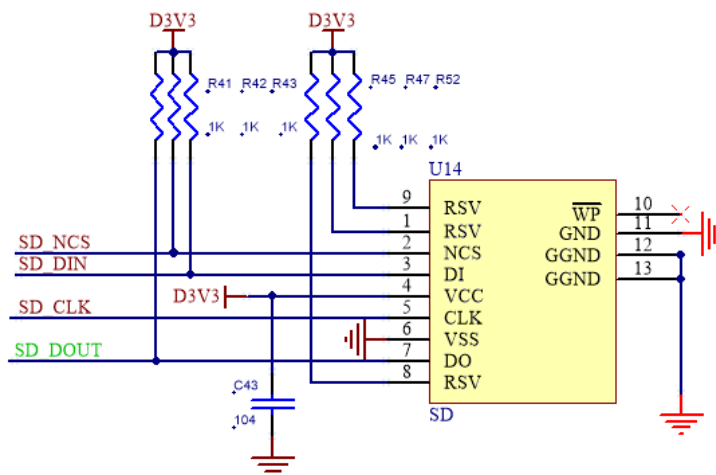 D3V3 D3V3
R41 R42 R43 R45 R47 R52
1K 1K 1K 1K 1K 1K
U14
9 RSV WP 10
1 RSV GND 11
SD_NCS 2 NCS GGND 12
SD_DIN 3 DI GGND 13
D3V3 4 VCC
SD_CLK 5 CLK
6 VSS
SD_DOUT 7 DO
8 RSV
C43
104
SD